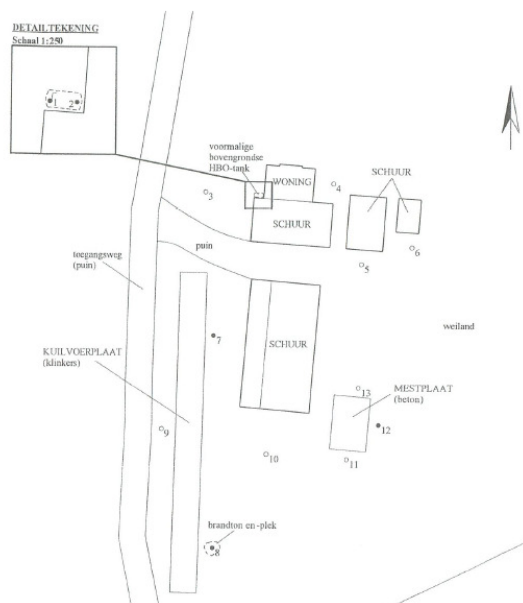 DETAILTEKENING
Schaal 1:250
1
2
voormalige
bovengrondse
HBO-tank
WONING
4
SCHUUR
3
SCHUUR
6
5
puin
toegangsweg
(puin)
weiland
7
SCHUUR
KUILVOERPLAAT
(klinkers)
13
MESTPLAAT
(beton)
12
9
10
11
brandton en -plek
8